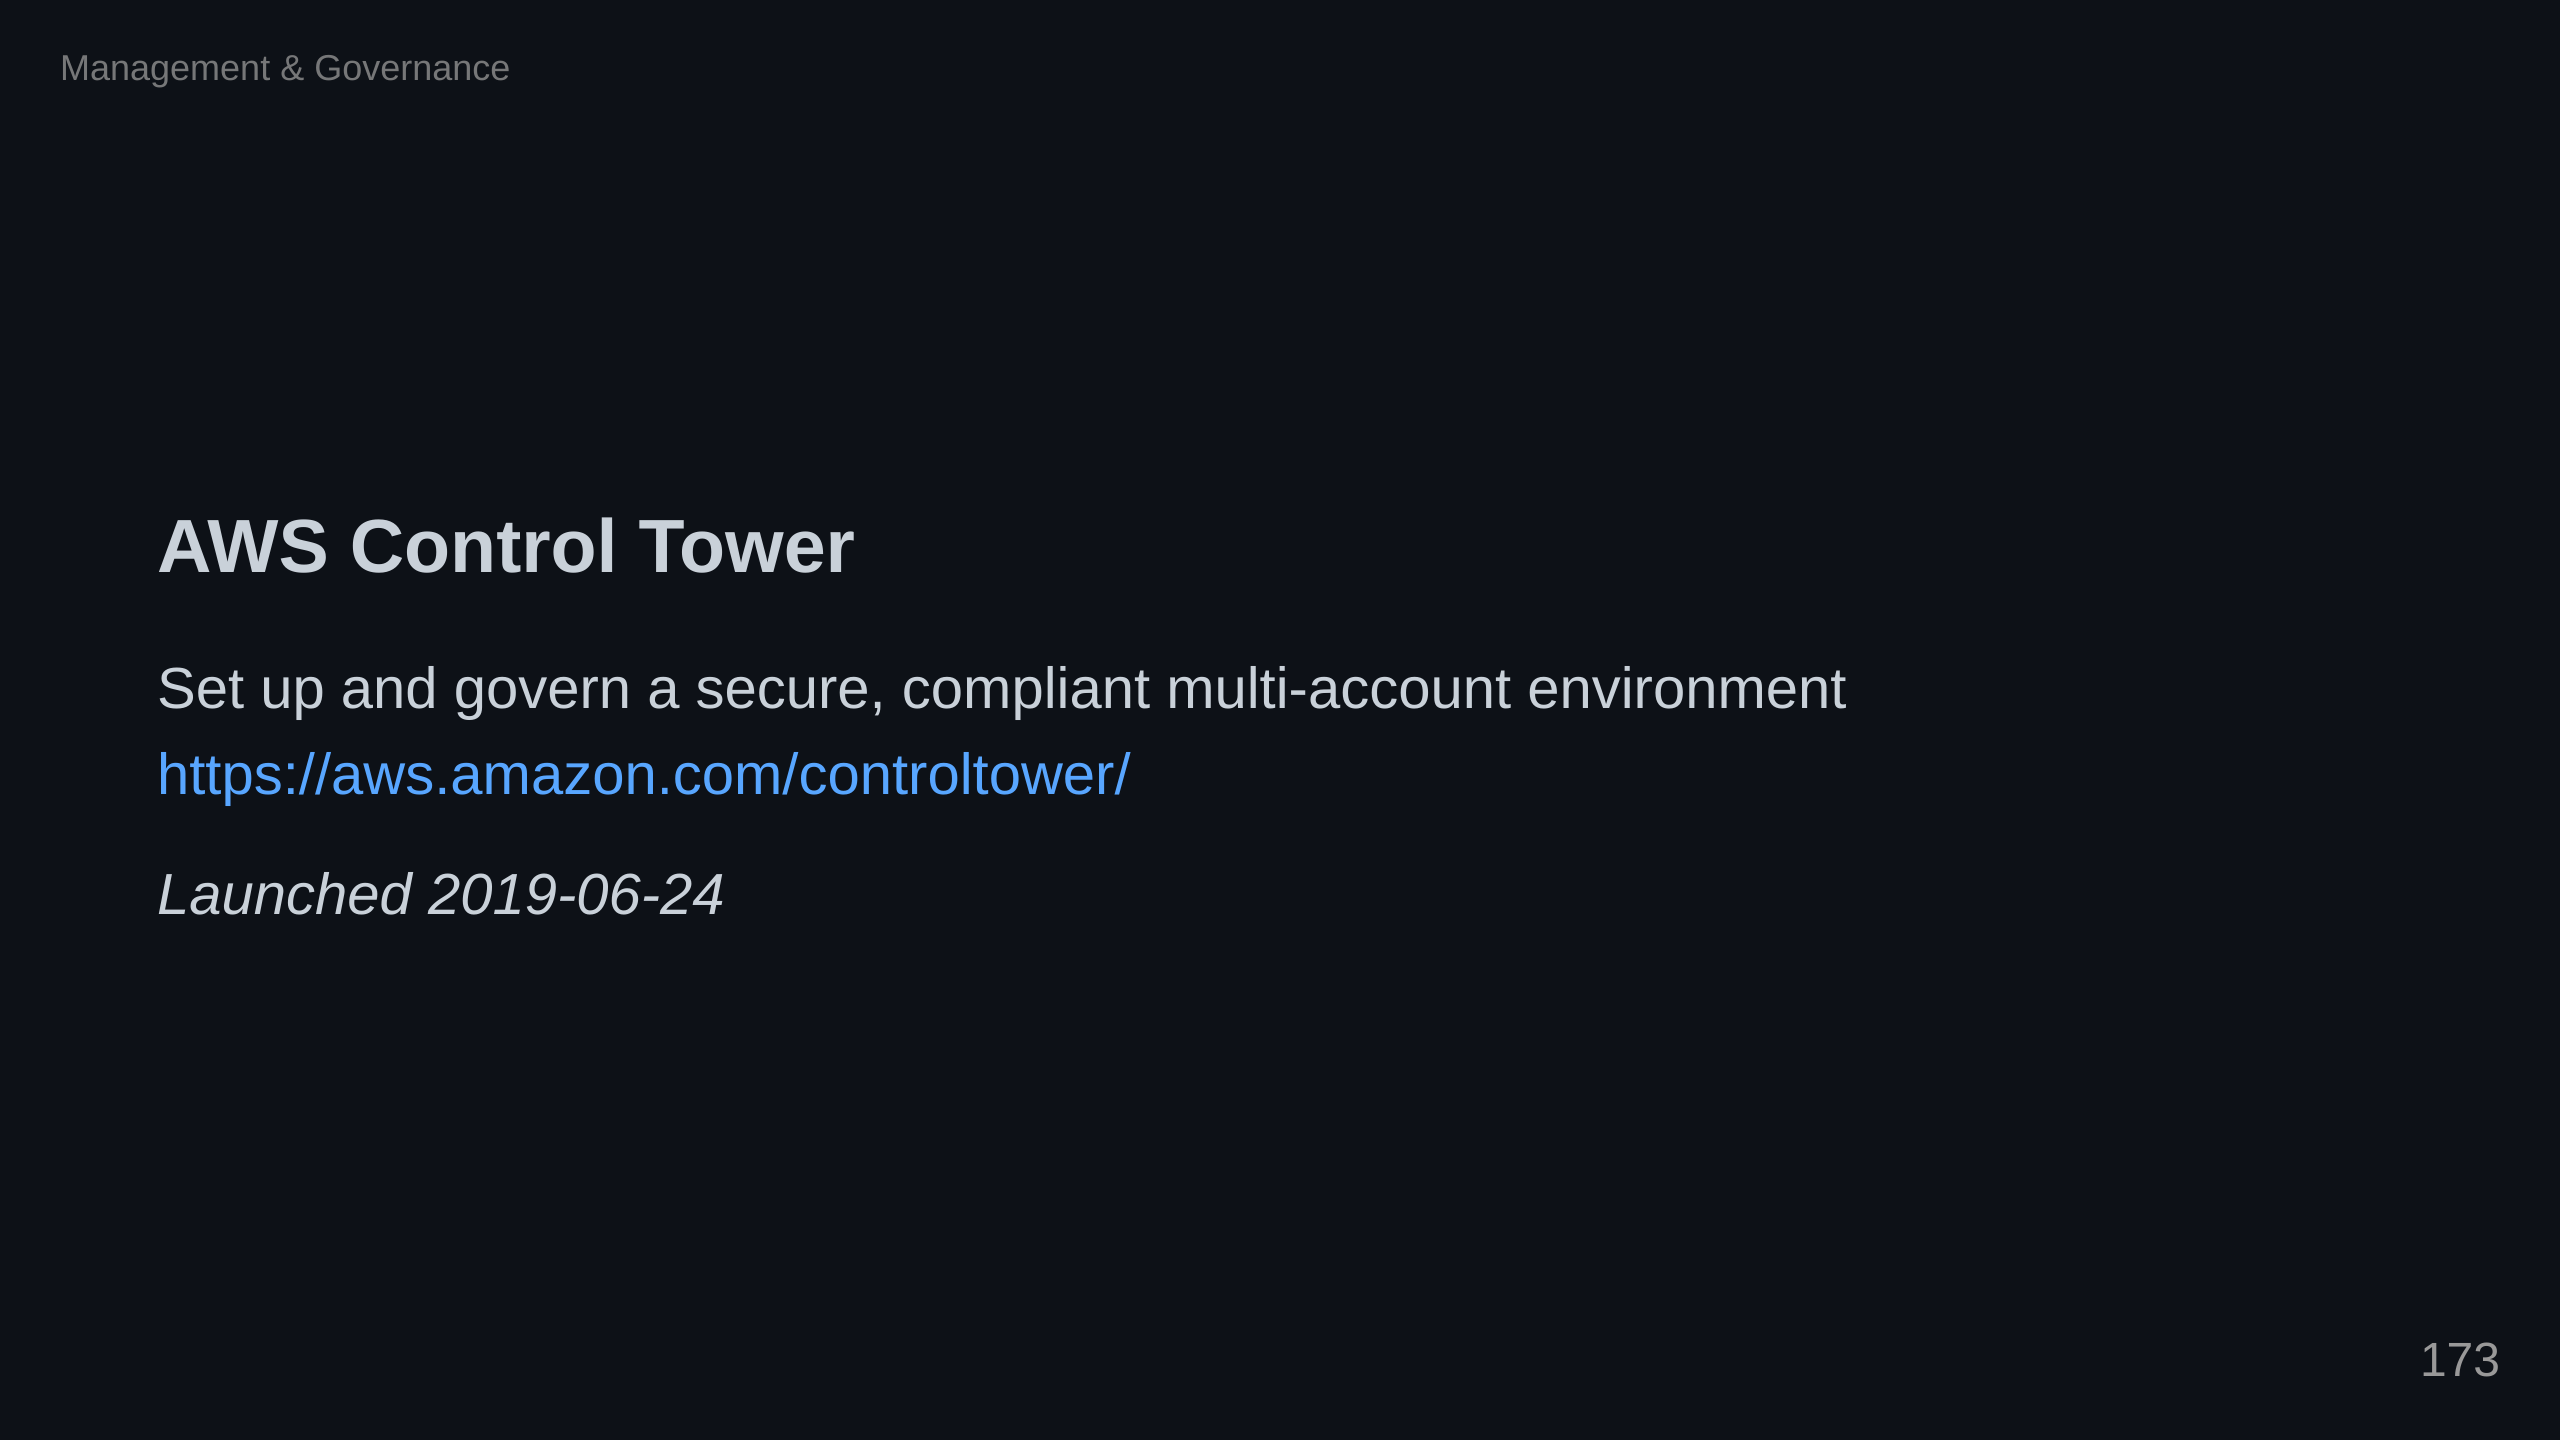 Management & Governance
AWS Control Tower
Set up and govern a secure, compliant multi-account environment
https://aws.amazon.com/controltower/
Launched 2019-06-24
173